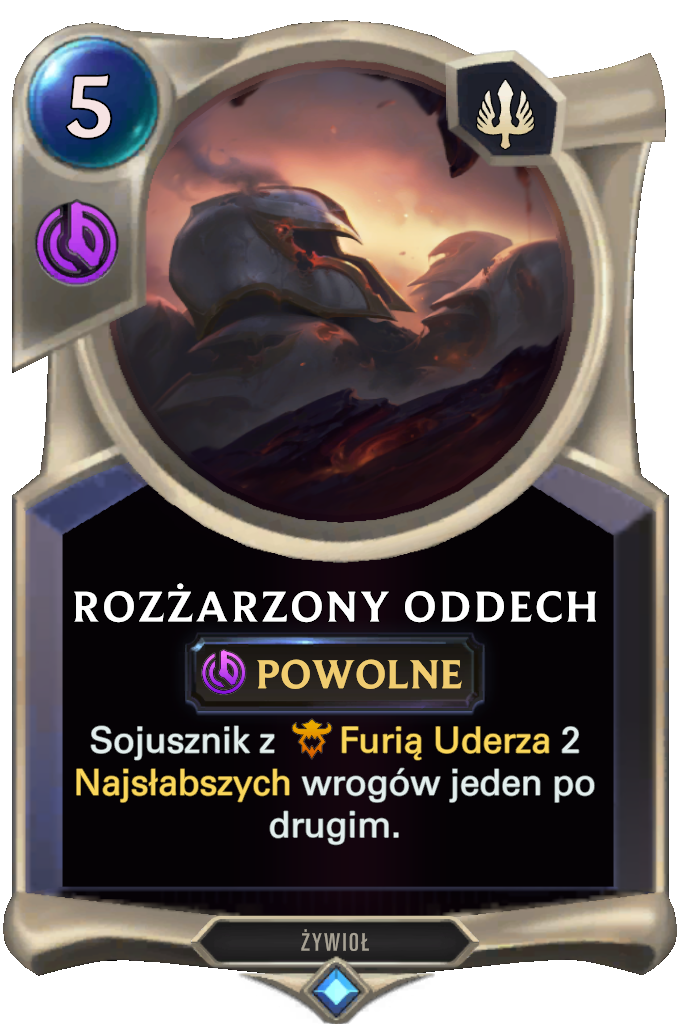 5
ROZŻARZONY ODDECH
POWOLNE
Sojusznik z Furią Uderza 2
Najsłabszych wrogów jeden po
drugim.
ŻYWIOŁ